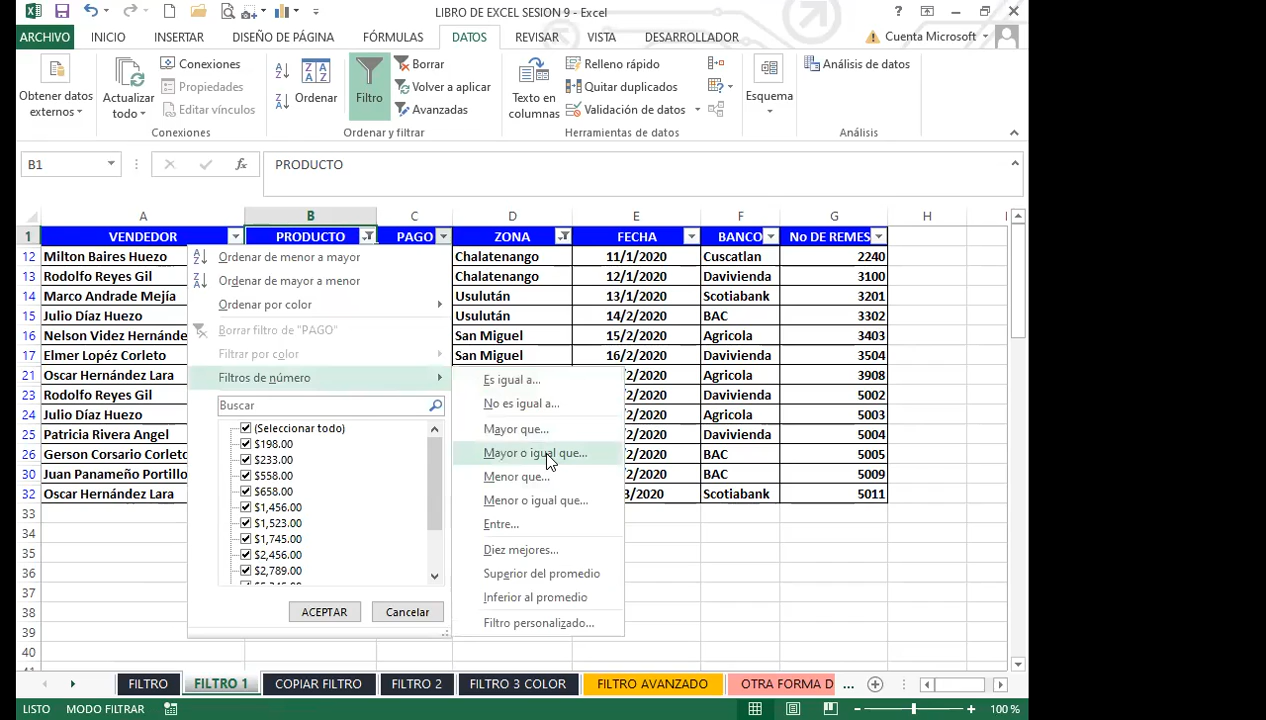 LIBRO DE EXCEL SESION 9 - Excel
ARCHIVO INICIO INSERTAR DISEÑO DE PÁGINA FÓRMULAS DATOS REVISAR VISTA DESARROLLADOR Cuenta Microsoft
Obtener datos externos
Actualizar todo
Conexiones
Propiedades
Editar vínculos
Conexiones
Ordenar
Filtro
Borrar
Volver a aplicar
Avanzadas
Ordenar y filtrar
Texto en columnas
Relleno rápido
Quitar duplicados
Validación de datos
Herramientas de datos
Esquema
Análisis de datos
Análisis
B1 fx PRODUCTO
A B C D E F G H I
1 VENDEDOR PRODUCTO PAGO ZONA FECHA BANCO No DE REMES
12 Milton Baires Huezo Chalatenango 11/1/2020 Cuscatlan 2240
13 Rodolfo Reyes Gil Chalatenango 12/1/2020 Davivienda 3100
14 Marco Andrade Mejía Usulután 13/1/2020 Scotiabank 3201
15 Julio Díaz Huezo Usulután 14/2/2020 BAC 3302
16 Nelson Videz Hernánde San Miguel 15/2/2020 Agricola 3403
17 Elmer Lopéz Corleto San Miguel 16/2/2020 Davivienda 3504
21 Oscar Hernández Lara /2/2020 Agricola 3908
23 Rodolfo Reyes Gil /2/2020 Davivienda 5002
24 Julio Díaz Huezo /2/2020 Agricola 5003
25 Patricia Rivera Angel /2/2020 Davivienda 5004
26 Gerson Corsario Corleto /2/2020 BAC 5005
30 Juan Panameño Portillo /2/2020 BAC 5009
32 Oscar Hernández Lara /3/2020 Scotiabank 5011
33
34
35
36
37
38
39
Ordenar de menor a mayor
Ordenar de mayor a menor
Ordenar por color
Borrar filtro de "PAGO"
Filtrar por color
Filtros de número
Buscar
(Seleccionar todo)
$198.00
$233.00
$558.00
$658.00
$1,456.00
$1,523.00
$1,745.00
$2,456.00
$2,789.00
ACEPTAR Cancelar
Es igual a...
No es igual a...
Mayor que...
Mayor o igual que...
Menor que...
Menor o igual que...
Entre...
Diez mejores...
Superior del promedio
Inferior al promedio
Filtro personalizado...
FILTRO FILTRO 1 COPIAR FILTRO FILTRO 2 FILTRO 3 COLOR FILTRO AVANZADO OTRA FORMA D ...
LISTO MODO FILTRAR 100 %